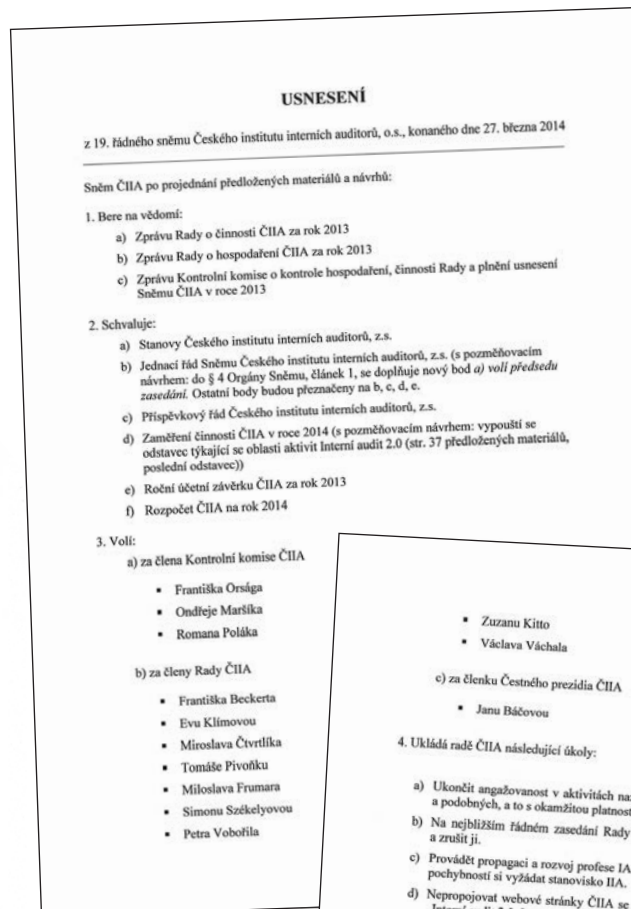 USNESENÍ
z 19. řádného sněmu Českého institutu interních auditorů, o.s., konaného dne 27. března 2014
Sněm ČIIA po projednání předložených materiálů a návrhů:
1. Bere na vědomí:
a) Zprávu Rady o činnosti ČIIA za rok 2013
b) Zprávu Rady o hospodaření ČIIA za rok 2013
c) Zprávu Kontrolní komise o kontrole hospodaření, činnosti Rady a plnění usnesení
Sněmu ČIIA v roce 2013
2. Schvaluje:
a) Stanovy Českého institutu interních auditorů, z.s.
b) Jednací řád Sněmu Českého institutu interních auditorů, z.s. (s pozměňovacím
návrhem: do § 4 Orgány Sněmu, článek 1, se doplňuje nový bod a) volí předsedu
zasedání. Ostatní body budou přeznačeny na b, c, d, e.
c) Příspěvkový řád Českého institutu interních auditorů, z.s.
d) Zaměření činnosti ČIIA v roce 2014 (s pozměňovacím návrhem: vypouští se
odstavec týkající se oblasti aktivit Interní audit 2.0 (str. 37 předložených materiálů,
poslední odstavec))
e) Roční účetní závěrku ČIIA za rok 2013
f) Rozpočet ČIIA na rok 2014
3. Volí:
a) za člena Kontrolní komise ČIIA
▪ Františka Orsága
▪ Ondřeje Maršíka
▪ Romana Poláka
b) za členy Rady ČIIA
▪ Františka Beckerta
▪ Evu Klímovou
▪ Miroslava Čtvrtlíka
▪ Tomáše Pivoňku
▪ Miloslava Frumara
▪ Simonu Székelyovou
▪ Petra Vobořila
▪ Zuzanu Kitto
▪ Václava Váchala
c) za členku Čestného prezidia ČIIA
▪ Janu Báčovou
4. Ukládá radě ČIIA následující úkoly:
a) Ukončit angažovanost v aktivitách
a podobných, a to s okamžitou
b) Na nejbližším řádném zasedání Rady
a zrušit ji.
c) Provádět propagaci a rozvoj profese IA
pochybností si vyžádat stanovisko IIA.
d) Nepropojovat webové stránky ČIIA se